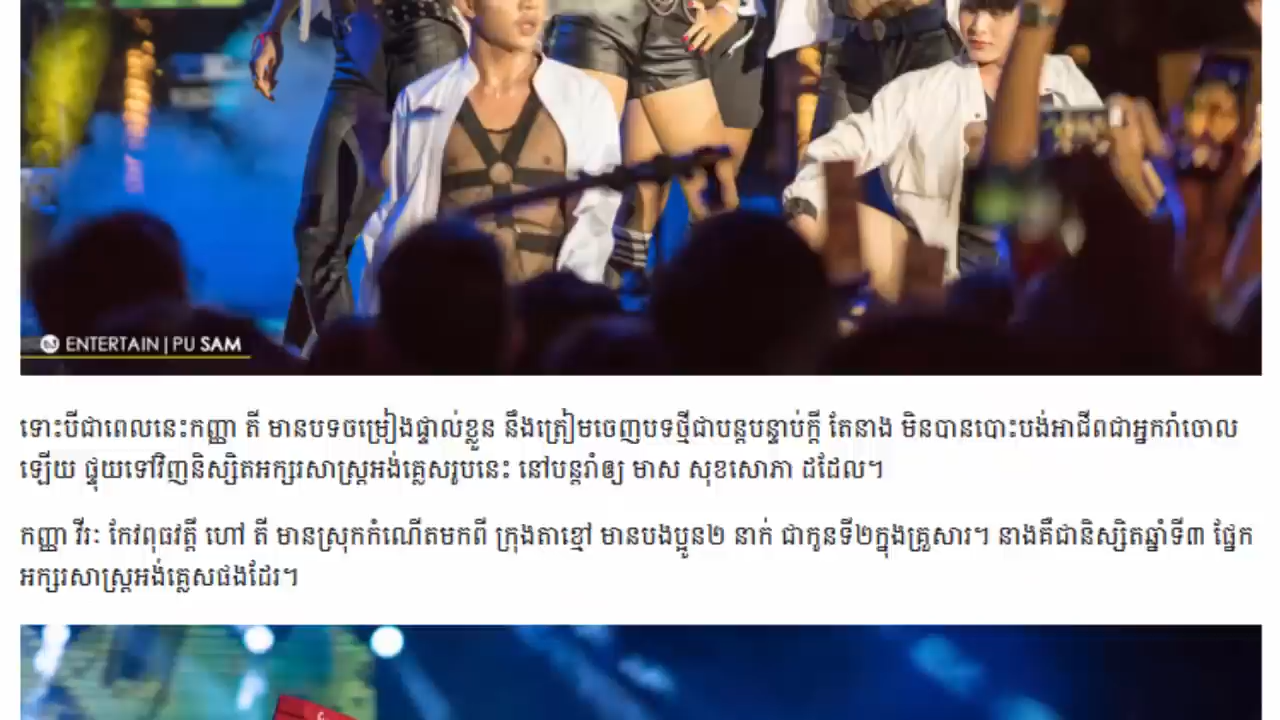 ENTERTAIN | PU SAM
ទោះបីជាពេលនេះកញ្ញា តី មានបទចម្រៀងផ្ទាល់ខ្លួន នឹងត្រៀមចេញបទថ្មីជាបន្តបន្ទាប់ក្តី តែនាង មិនបានបោះបង់អាជីពជាអ្នករាំចោល
ឡើយ ផ្ទុយទៅវិញនិស្សិតអក្សរសាស្ត្រអង់គ្លេសរូបនេះ នៅបន្តរាំឲ្យ មាស សុខសោភា ដដែល។
កញ្ញា វីរៈ កែវពុធវត្តី ហៅ តី មានស្រុកកំណើតមកពី ក្រុងតាខ្មៅ មានបងប្អូន២ នាក់ ជាកូនទី២ក្នុងគ្រួសារ។ នាងគឺជានិស្សិតឆ្នាំទី៣ ផ្នែក
អក្សរសាស្ត្រអង់គ្លេសផងដែរ។